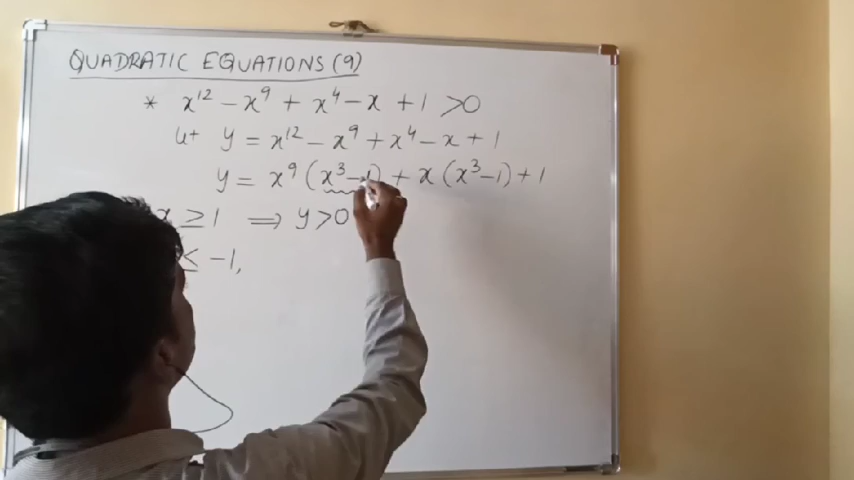 QUADRATIC EQUATIONS (9)
* x¹² - x⁹ + x⁴ - x + 1 > 0
Let y = x¹² - x⁹ + x⁴ - x + 1
y = x⁹ (x³ - 1) + x (x³ - 1) + 1
x ≥ 1 ⟹ y > 0
≤ -1,